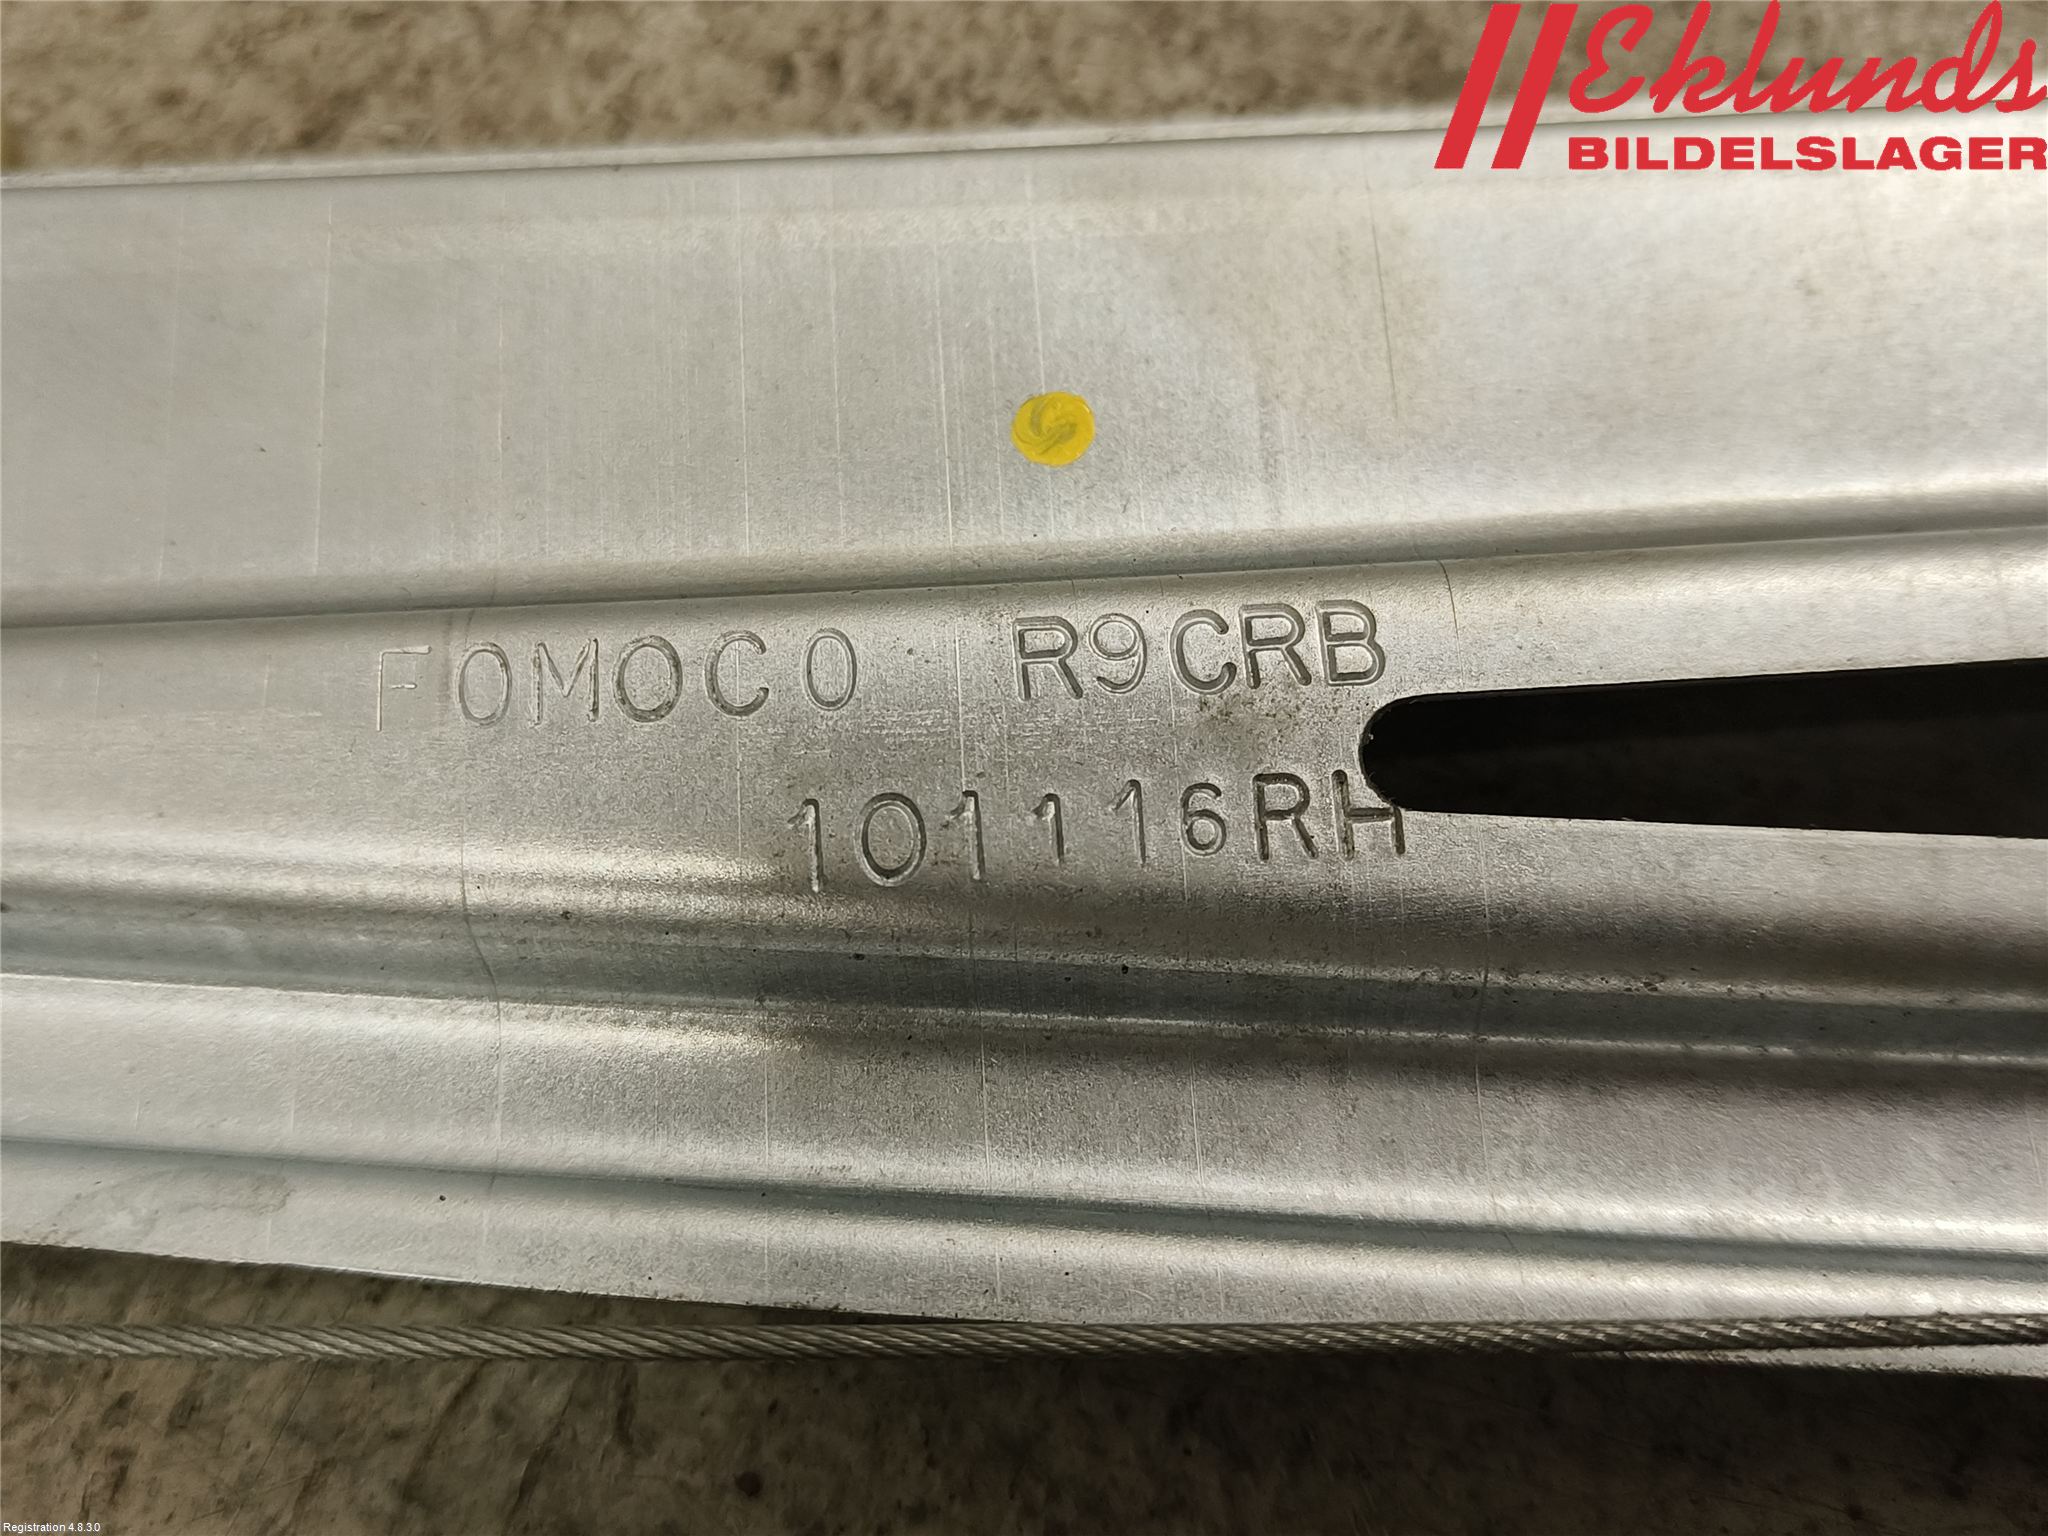 Eklunds
BILDELSLAGER
FOMOCO R9CRB
101116RH
Registration 4.8.3.0